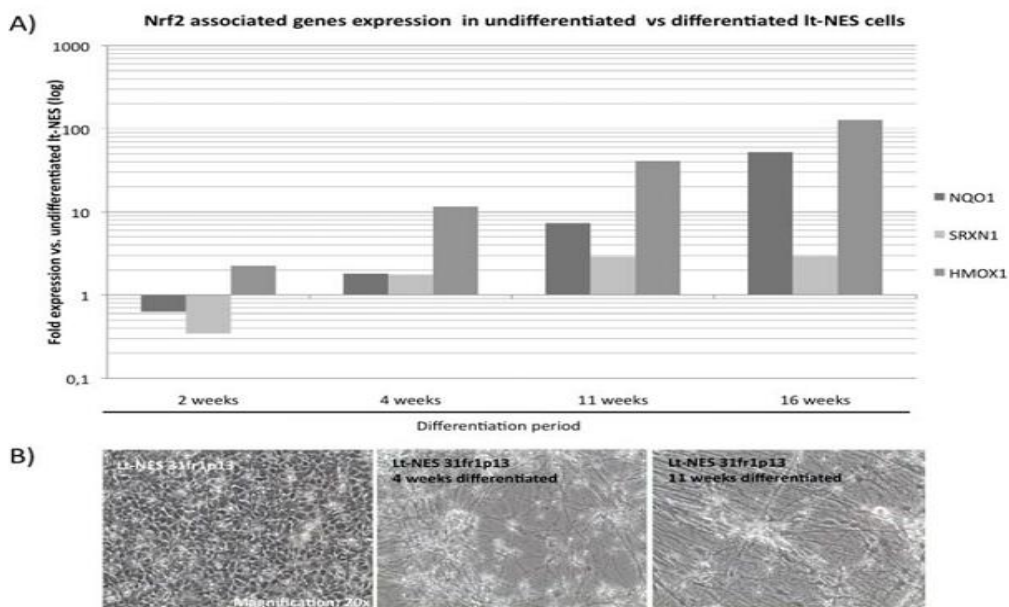 A)
Nrf2 associated genes expression in undifferentiated vs differentiated lt-NES cells
Fold expression vs. undifferentiated lt-NES (log)
1000
100
10
1
0,1
NQO1
SRXN1
HMOX1
2 weeks
4 weeks
11 weeks
16 weeks
Differentiation period
B)
Lt-NES 31fr1p13
Magnification: 20x
Lt-NES 31fr1p13
4 weeks differentiated
Lt-NES 31fr1p13
11 weeks differentiated